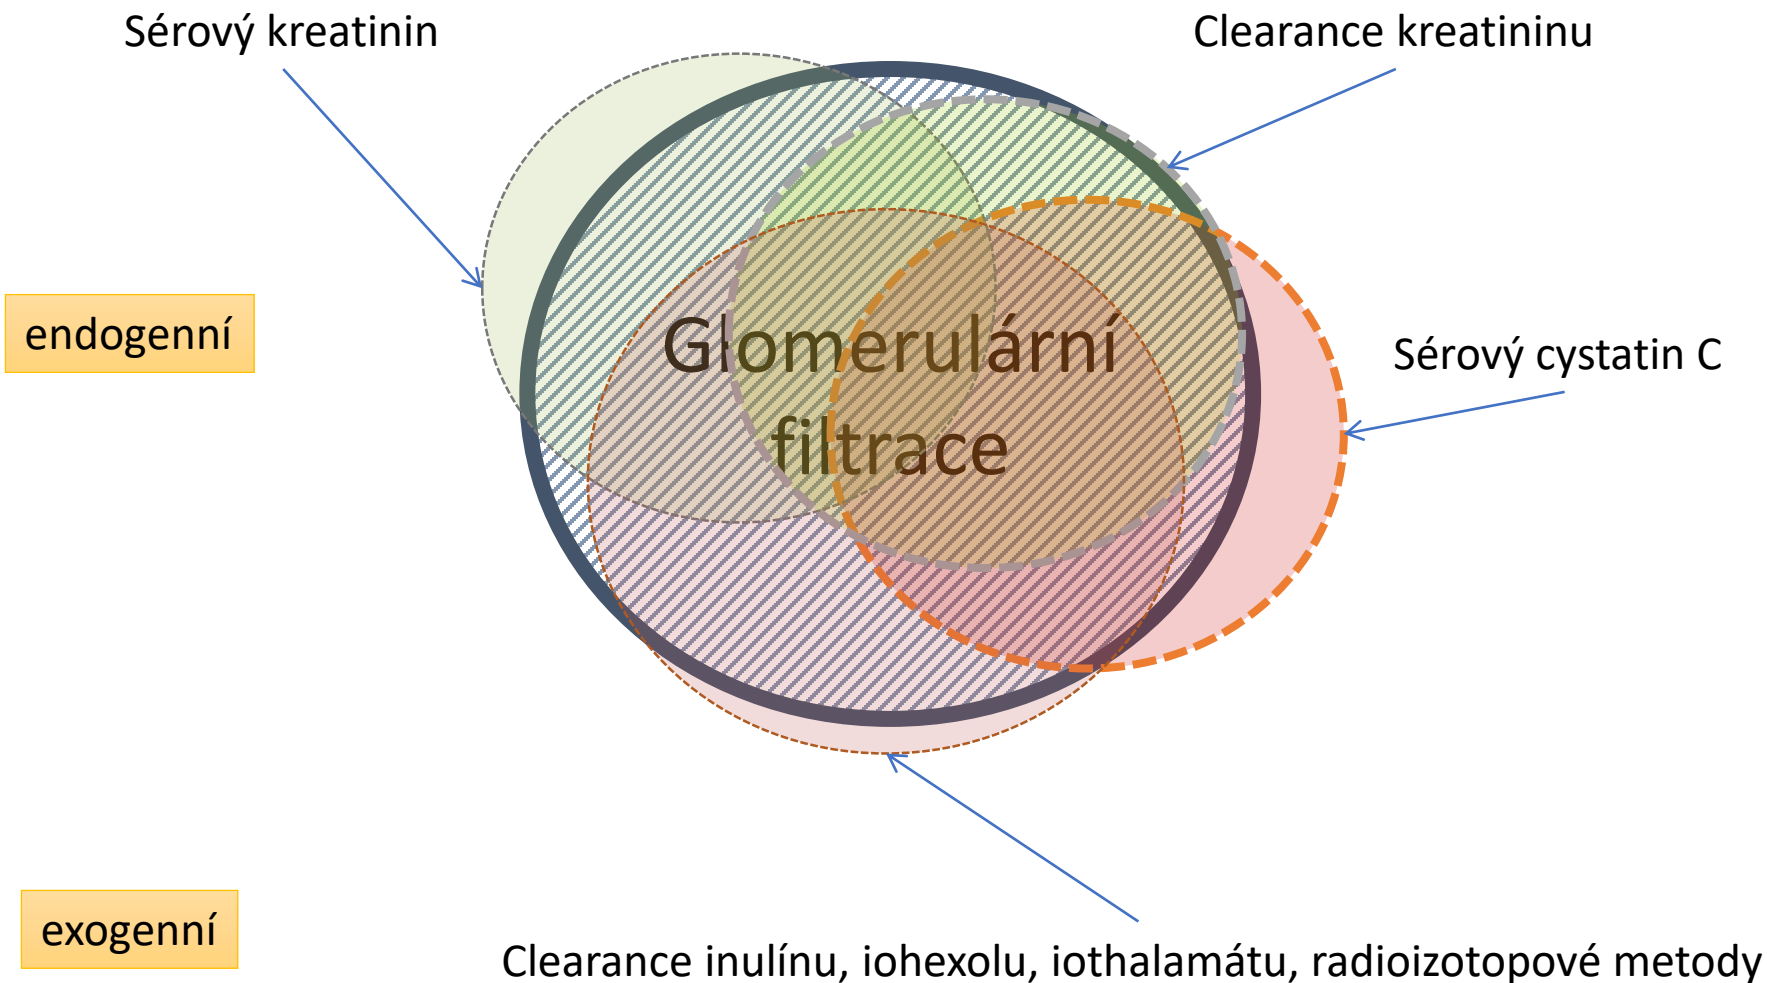 Sérový kreatinin
Clearance kreatininu
endogenní
Glomerulární
filtrace
Sérový cystatin C
exogenní
Clearance inulínu, iohexolu, iothalamátu, radioizotopové metody